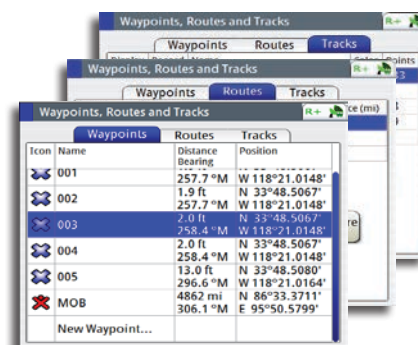 Waypoints, Routes and Tracks R+
Waypoints Routes Tracks
Points
Waypoints, Routes and Tracks R+
Waypoints Routes Tracks
ce (mi)
re
Waypoints, Routes and Tracks R+
Waypoints Routes Tracks
Icon Name Distance Position
Bearing
001 257.7 °M W 118°21.0148'
1.9 ft N 33°48.5067'
002 257.7 °M W 118°21.0148'
2.0 ft N 33°48.5067'
003 258.4 °M W 118°21.0148'
2.0 ft N 33°48.5067'
004 258.4 °M W 118°21.0148'
13.0 ft N 33°48.5080'
005 296.6 °M W 118°21.0164'
4862 mi N 86°33.3711'
MOB 306.1 °M E 95°50.5799'
New Waypoint...